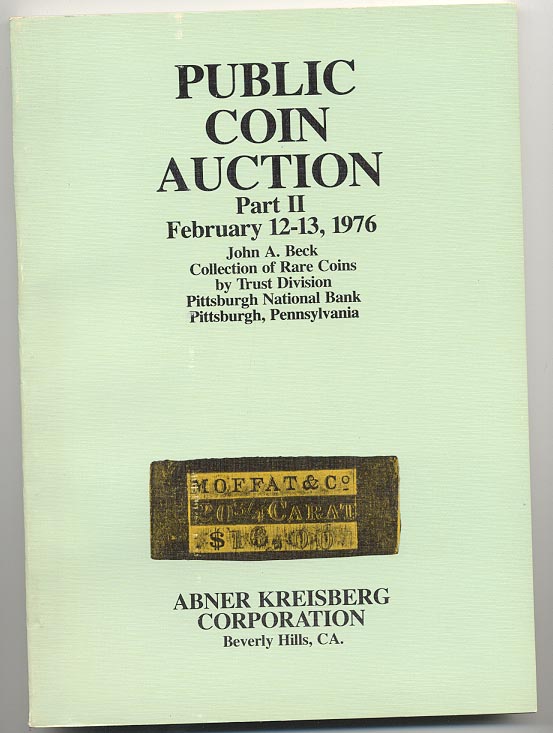 PUBLIC
COIN
AUCTION
Part II
February 12-13, 1976
John A. Beck
Collection of Rare Coins
by Trust Division
Pittsburgh National Bank
Pittsburgh, Pennsylvania
MOFFAT & Co
20¾ CARAT
$16.00
ABNER KREISBERG
CORPORATION
Beverly Hills, CA.